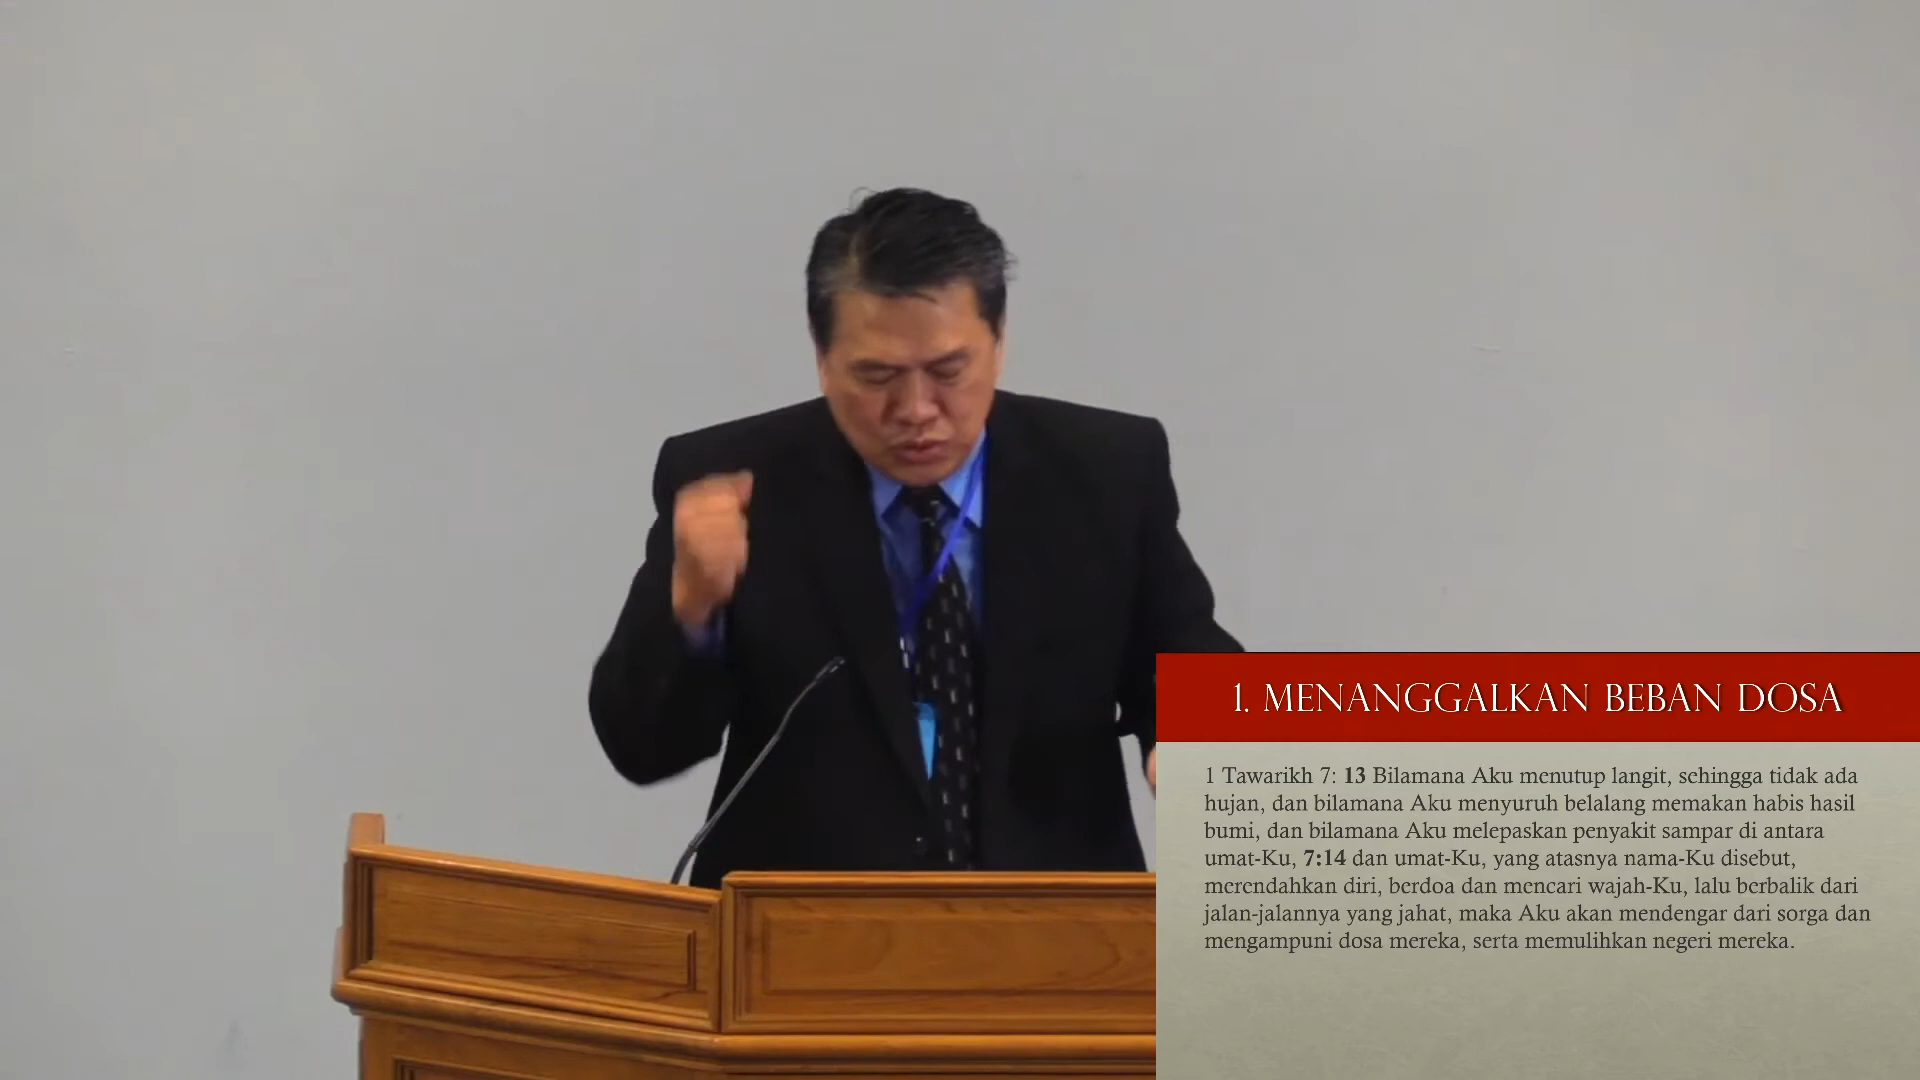 1. MENANGGALKAN BEBAN DOSA
1 Tawarikh 7: 13 Bilamana Aku menutup langit, sehingga tidak ada
hujan, dan bilamana Aku menyuruh belalang memakan habis hasil
bumi, dan bilamana Aku melepaskan penyakit sampar di antara
umat-Ku, 7:14 dan umat-Ku, yang atasnya nama-Ku disebut,
merendahkan diri, berdoa dan mencari wajah-Ku, lalu berbalik dari
jalan-jalannya yang jahat, maka Aku akan mendengar dari sorga dan
mengampuni dosa mereka, serta memulihkan negeri mereka.